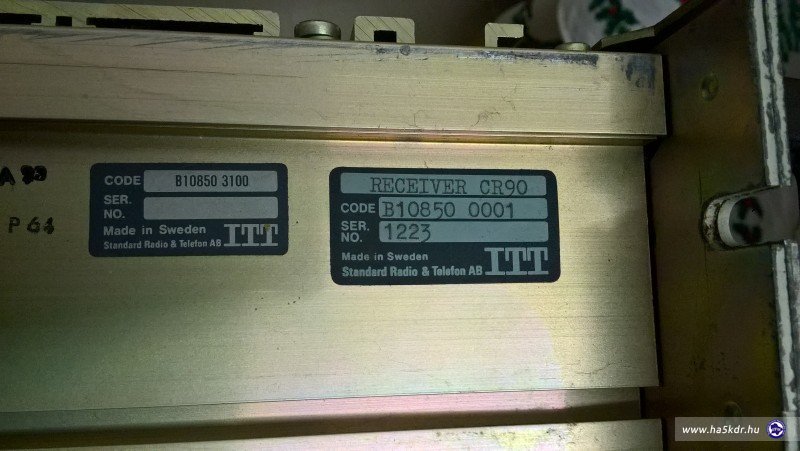 A 90
P 64
CODE B10850 3100
SER. NO.
Made in Sweden
Standard Radio & Telefon AB ITT
RECEIVER CR90
CODE B10850 0001
SER. NO. 1223
Made in Sweden
Standard Radio & Telefon AB ITT
www.ha5kdr.hu